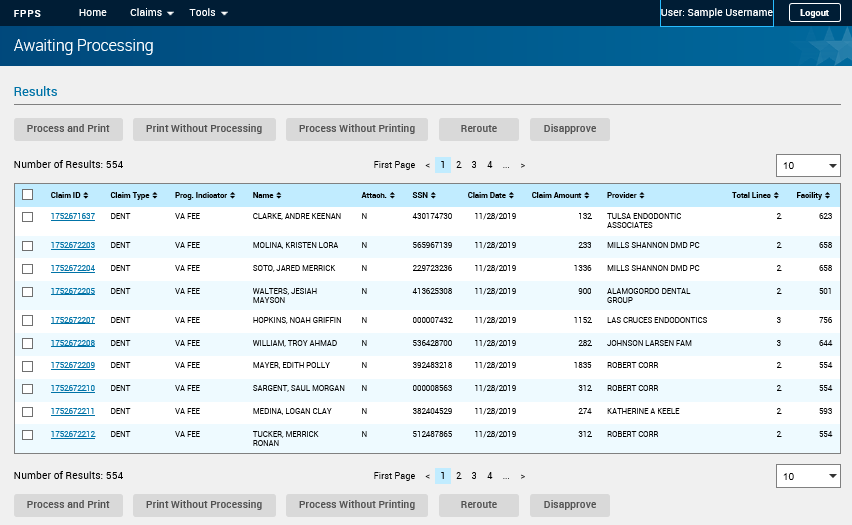 FPPS Home Claims Tools User: Sample Username Logout
Awaiting Processing
Results
Process and Print Print Without Processing Process Without Printing Reroute Disapprove
Number of Results: 554 First Page < 1 2 3 4 ... > 10
Claim ID Claim Type Prog. Indicator Name Attach. SSN Claim Date Claim Amount Provider Total Lines Facility
1752671637 DENT VA FEE CLARKE, ANDRE KEENAN N 430174730 11/28/2019 132 TULSA ENDODONTIC 2 623
ASSOCIATES
1752672203 DENT VA FEE MOLINA, KRISTEN LORA N 565967139 11/28/2019 233 MILLS SHANNON DMD PC 2 658
1752672204 DENT VA FEE SOTO, JARED MERRICK N 229723236 11/28/2019 1336 MILLS SHANNON DMD PC 2 658
1752672205 DENT VA FEE WALTERS, JESIAH N 413625308 11/28/2019 900 ALAMOGORDO DENTAL 2 501
MAYSON GROUP
1752672207 DENT VA FEE HOPKINS, NOAH GRIFFIN N 000007432 11/28/2019 1152 LAS CRUCES ENDODONTICS 3 756
1752672208 DENT VA FEE WILLIAM, TROY AHMAD N 536428700 11/28/2019 282 JOHNSON LARSEN FAM 3 644
1752672209 DENT VA FEE MAYER, EDITH POLLY N 392483218 11/28/2019 1835 ROBERT CORR 2 554
1752672210 DENT VA FEE SARGENT, SAUL MORGAN N 000008563 11/28/2019 312 ROBERT CORR 2 554
1752672211 DENT VA FEE MEDINA, LOGAN CLAY N 382404529 11/28/2019 274 KATHERINE A KEELE 2 593
1752672212 DENT VA FEE TUCKER, MERRICK N 512487865 11/28/2019 312 ROBERT CORR 2 554
RONAN
Number of Results: 554 First Page < 1 2 3 4 ... > 10
Process and Print Print Without Processing Process Without Printing Reroute Disapprove